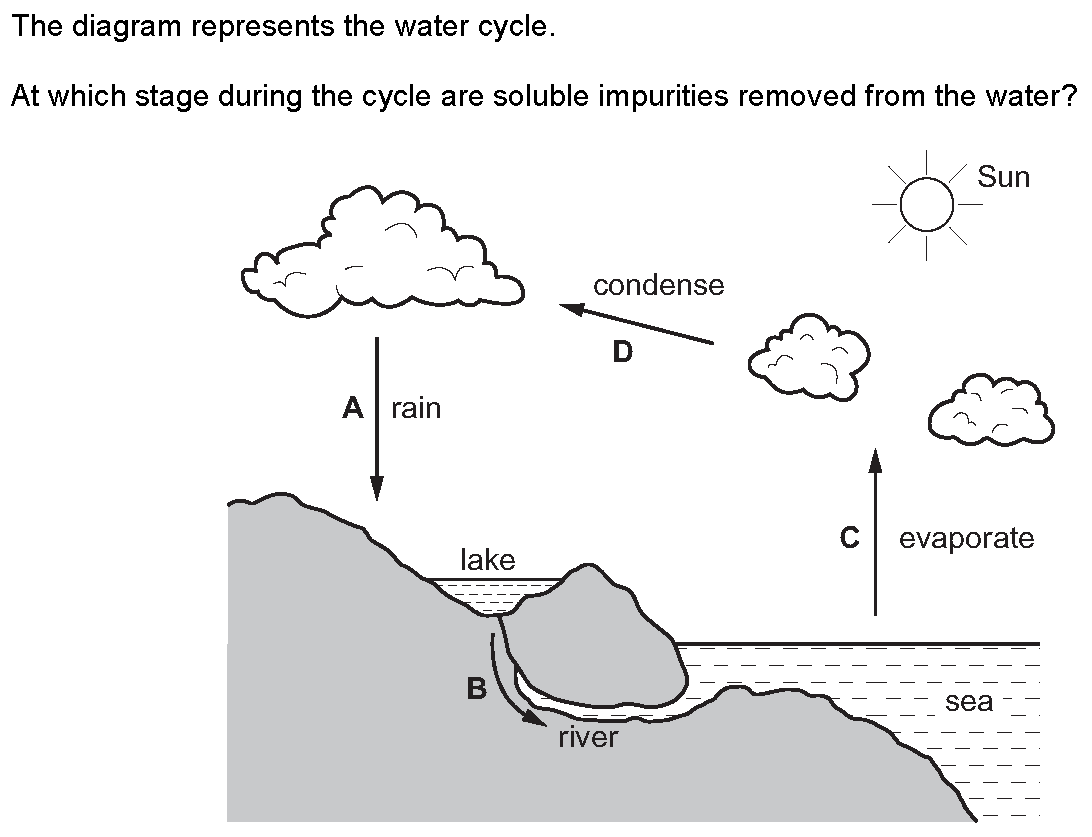 The diagram represents the water cycle.
At which stage during the cycle are soluble impurities removed from the water?
Sun
condense
D
A rain
C evaporate
lake
B
river
sea